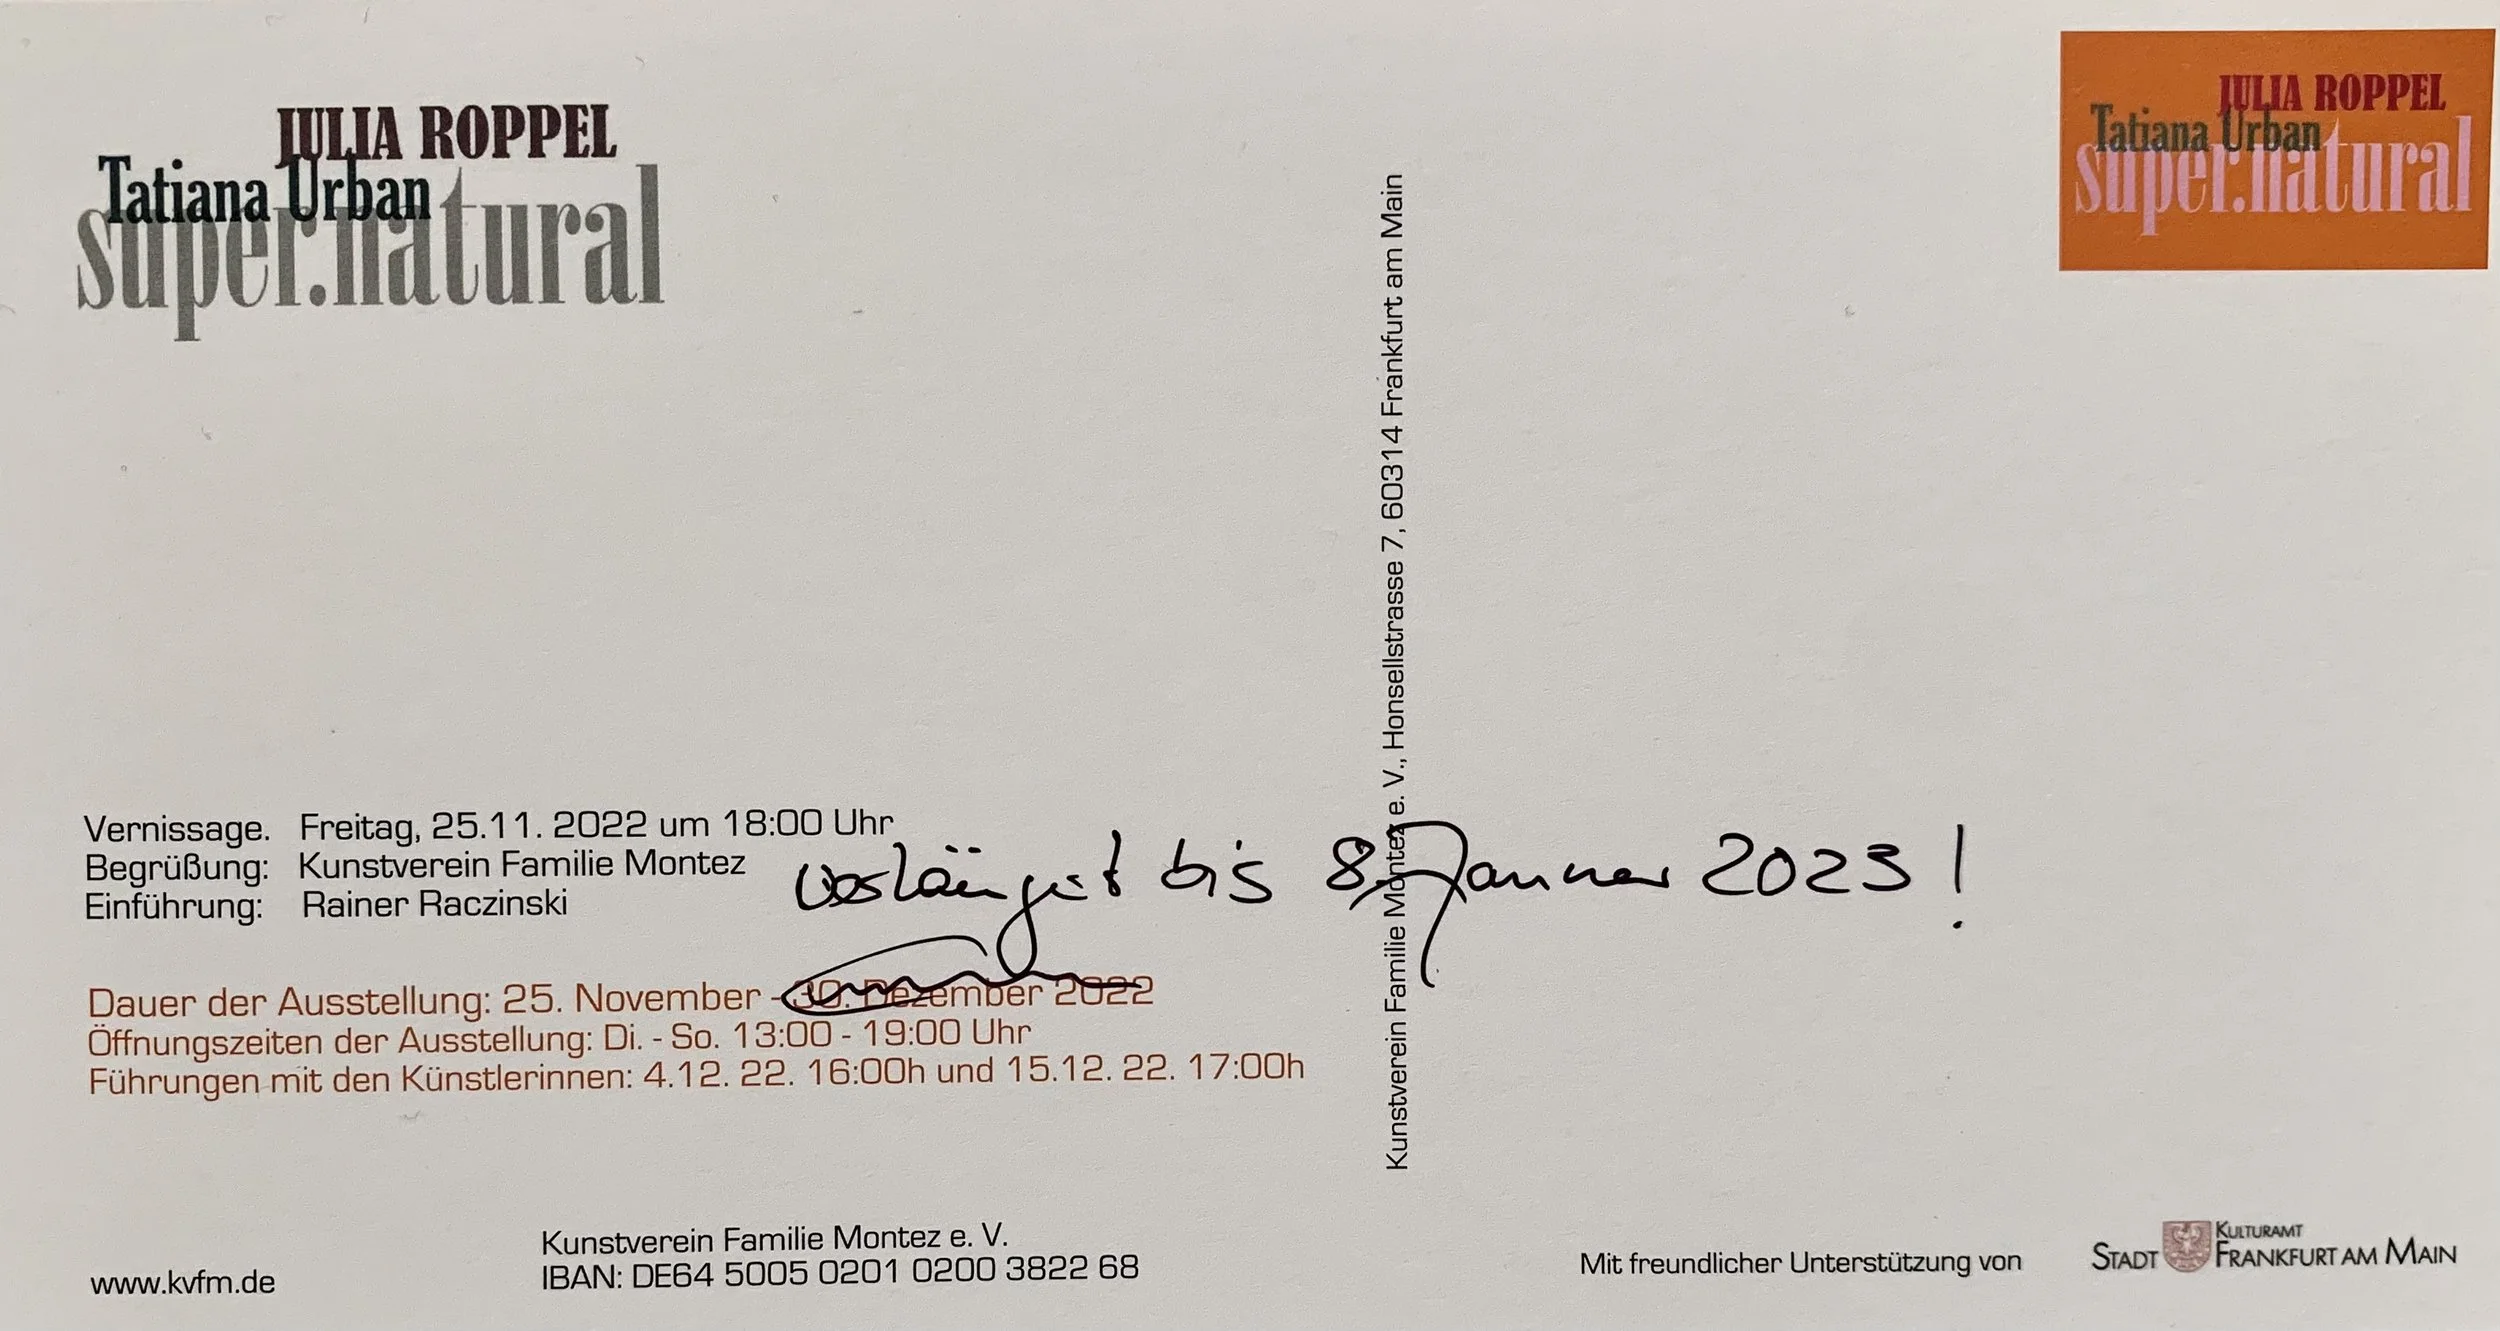 JULIA ROPPEL
Tatiana Urban
super.natural
JULIA ROPPEL
Tatiana Urban
super.natural
Kunstverein Familie Montez e. V., Honsellstrasse 7, 60314 Frankfurt am Main
Vernissage. Freitag, 25.11. 2022 um 18:00 Uhr
Begrüßung: Kunstverein Familie Montez
Einführung: Rainer Raczinski
verlängert bis 8. Januar 2023!
Dauer der Ausstellung: 25. November - 30. Dezember 2022
Öffnungszeiten der Ausstellung: Di. - So. 13:00 - 19:00 Uhr
Führungen mit den Künstlerinnen: 4.12. 22. 16:00h und 15.12. 22. 17:00h
www.kvfm.de
Kunstverein Familie Montez e. V.
IBAN: DE64 5005 0201 0200 3822 68
Mit freundlicher Unterstützung von
STADT KULTURAMT
FRANKFURT AM MAIN